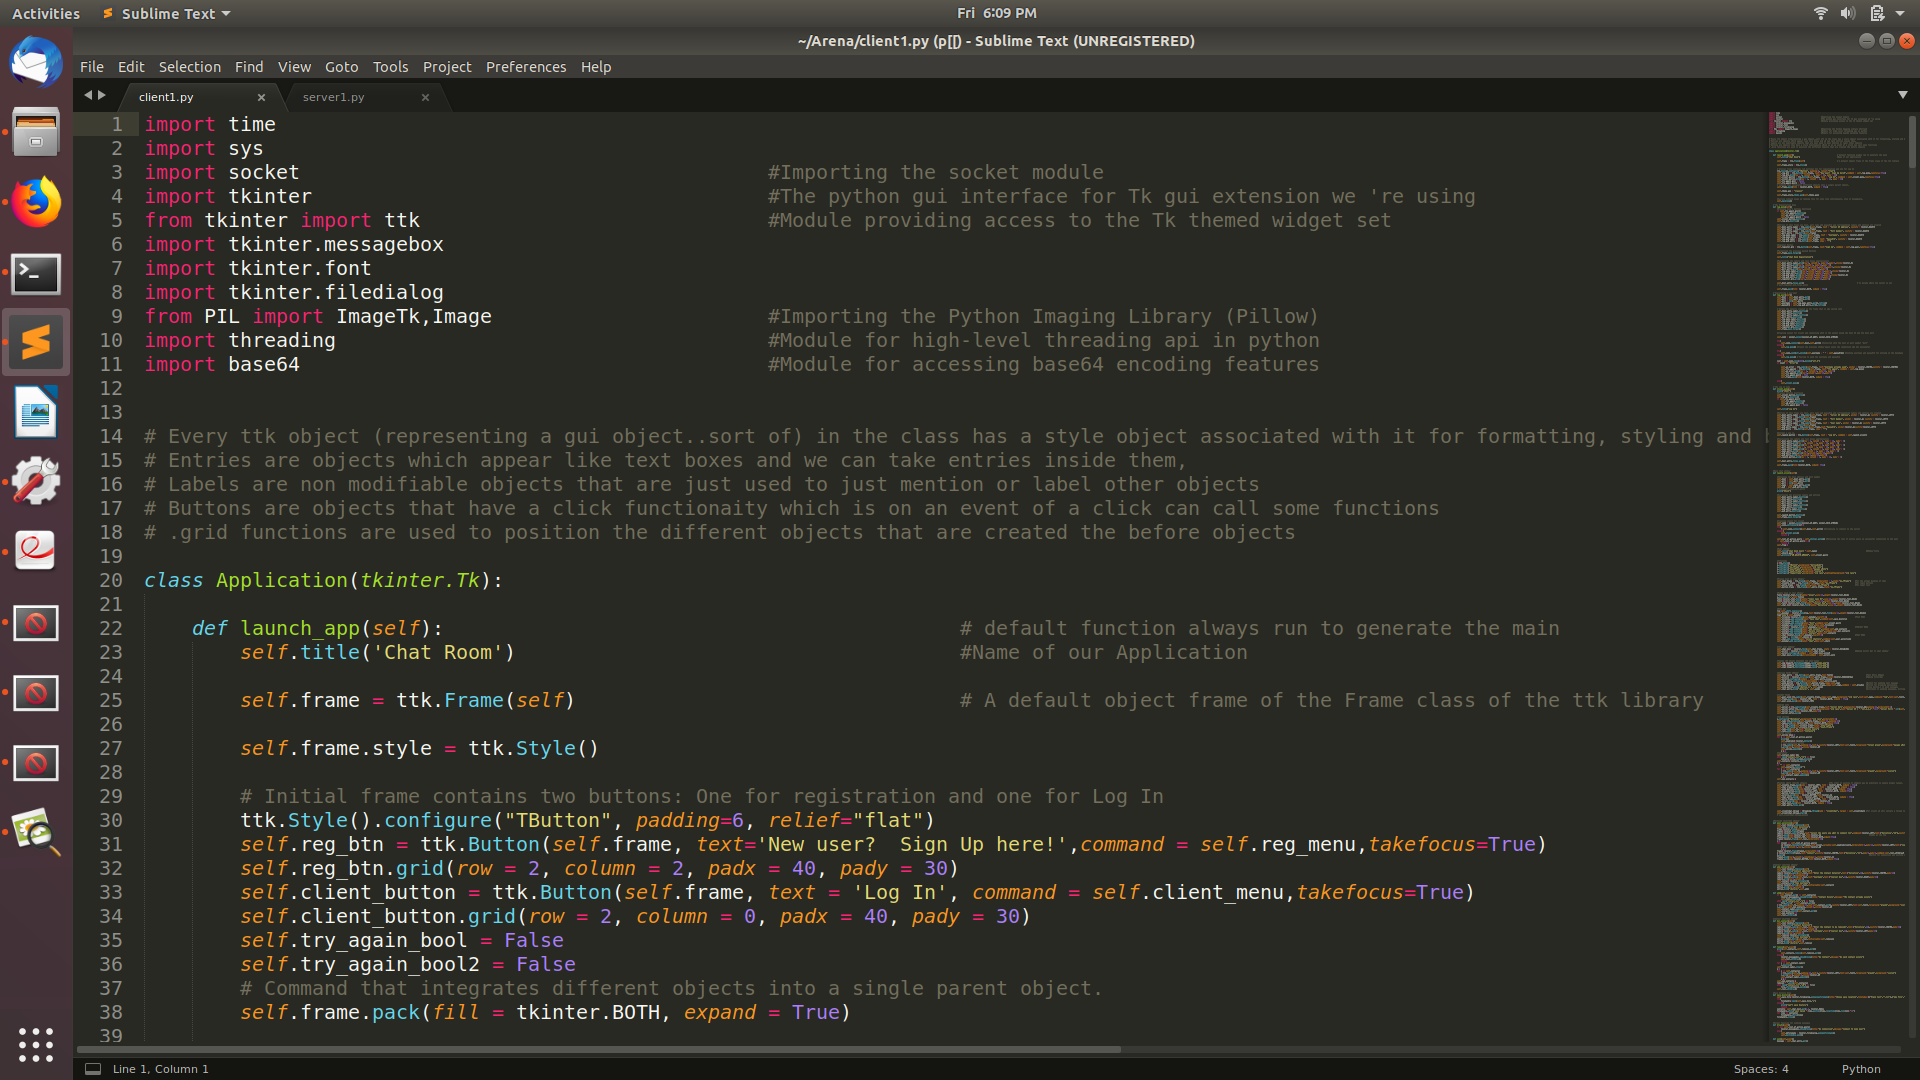 Activities Sublime Text Fri 6:09 PM
~/Arena/client1.py (p[[) - Sublime Text (UNREGISTERED)
File Edit Selection Find View Goto Tools Project Preferences Help
client1.py × server1.py ×
1 import time
2 import sys
3 import socket #Importing the socket module
4 import tkinter #The python gui interface for Tk gui extension we 're using
5 from tkinter import ttk #Module providing access to the Tk themed widget set
6 import tkinter.messagebox
7 import tkinter.font
8 import tkinter.filedialog
9 from PIL import ImageTk,Image #Importing the Python Imaging Library (Pillow)
10 import threading #Module for high-level threading api in python
11 import base64 #Module for accessing base64 encoding features
12
13
14 # Every ttk object (representing a gui object..sort of) in the class has a style object associated with it for formatting, styling and
15 # Entries are objects which appear like text boxes and we can take entries inside them,
16 # Labels are non modifiable objects that are just used to just mention or label other objects
17 # Buttons are objects that have a click functionaity which is on an event of a click can call some functions
18 # .grid functions are used to position the different objects that are created the before objects
19
20 class Application(tkinter.Tk):
21
22 def launch_app(self): # default function always run to generate the main
23 self.title('Chat Room') #Name of our Application
24
25 self.frame = ttk.Frame(self) # A default object frame of the Frame class of the ttk library
26
27 self.frame.style = ttk.Style()
28
29 # Initial frame contains two buttons: One for registration and one for Log In
30 ttk.Style().configure("TButton", padding=6, relief="flat")
31 self.reg_btn = ttk.Button(self.frame, text='New user?  Sign Up here!',command = self.reg_menu,takefocus=True)
32 self.reg_btn.grid(row = 2, column = 2, padx = 40, pady = 30)
33 self.client_button = ttk.Button(self.frame, text = 'Log In', command = self.client_menu,takefocus=True)
34 self.client_button.grid(row = 2, column = 0, padx = 40, pady = 30)
35 self.try_again_bool = False
36 self.try_again_bool2 = False
37 # Command that integrates different objects into a single parent object.
38 self.frame.pack(fill = tkinter.BOTH, expand = True)
39
Line 1, Column 1 Spaces: 4 Python